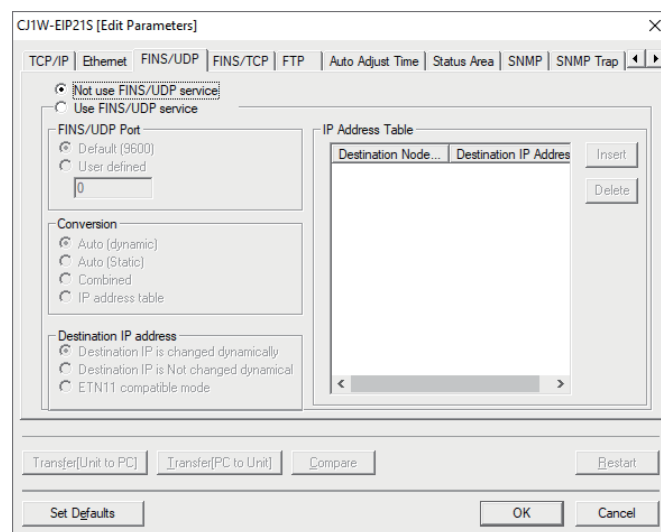 CJ1W-EIP21S [Edit Parameters]
TCP/IP Ethernet FINS/UDP FINS/TCP FTP Auto Adjust Time Status Area SNMP SNMP Trap
Not use FINS/UDP service
Use FINS/UDP service
FINS/UDP Port
Default (9600)
User defined
0
Conversion
Auto (dynamic)
Auto (Static)
Combined
IP address table
Destination IP address
Destination IP is changed dynamically
Destination IP is Not changed dynamical
ETN11 compatible mode
IP Address Table
Destination Node... Destination IP Addres
Insert
Delete
Transfer[Unit to PC] Transfer[PC to Unit] Compare Restart
Set Defaults OK Cancel